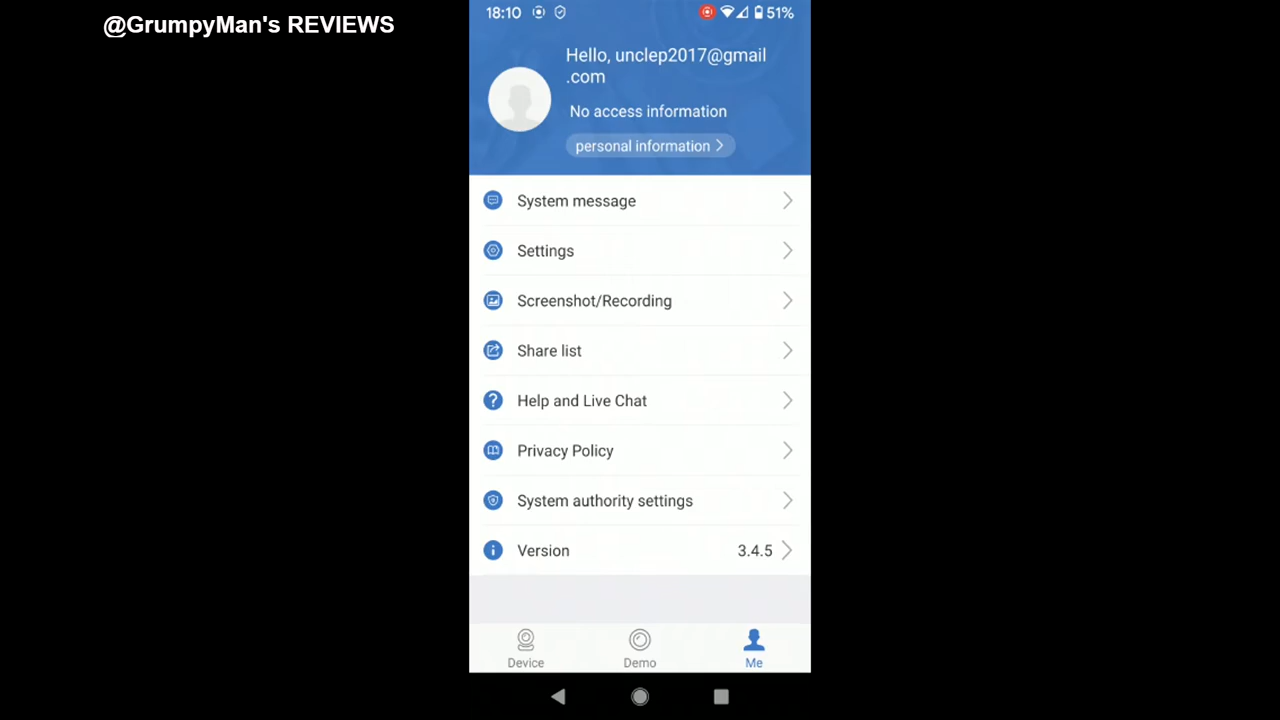 @GrumpyMan's REVIEWS
18:10
51%
Hello, unclep2017@gmail
.com
No access information
personal information
System message
Settings
Screenshot/Recording
Share list
Help and Live Chat
Privacy Policy
System authority settings
Version 3.4.5
Device Demo Me